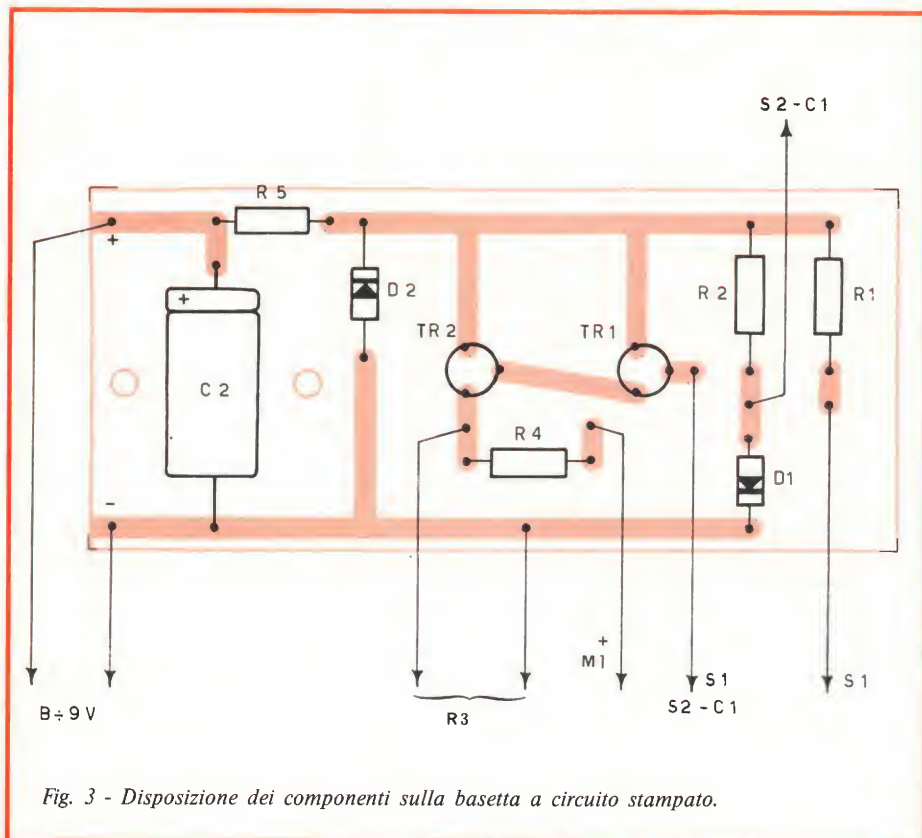 S2-C1
R5
+
D2
R2
R1
TR2
TR1
+
C2
R4
D1
-
+
M1
S1
S1
S2-C1
B÷9V
R3
Fig. 3 - Disposizione dei componenti sulla basetta a circuito stampato.